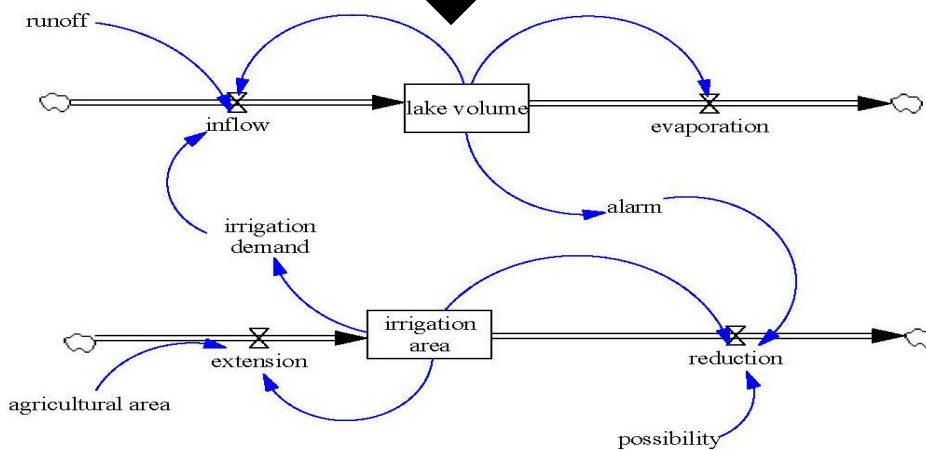 runoff
lake volume
inflow
evaporation
alarm
irrigation
demand
irrigation
area
extension
reduction
agricultural area
possibility